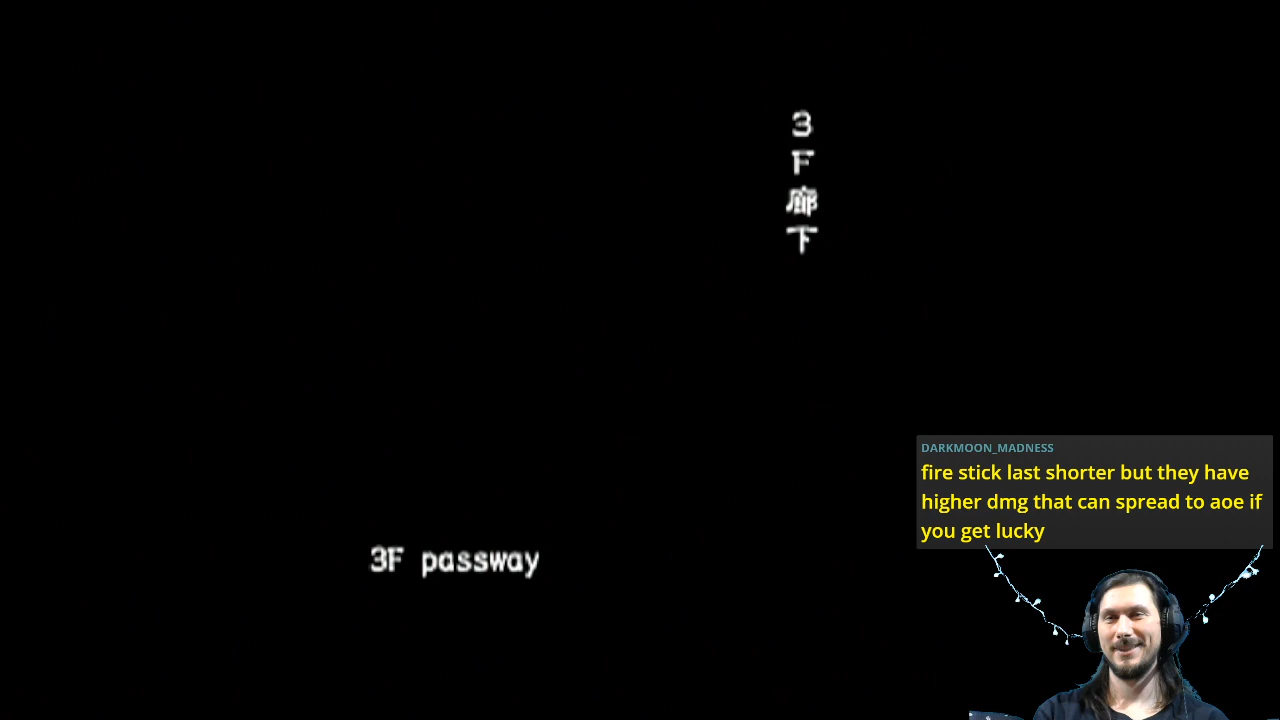 3F廊下
3F passway
DARKMOON_MADNESS
fire stick last shorter but they have
higher dmg that can spread to aoe if
you get lucky